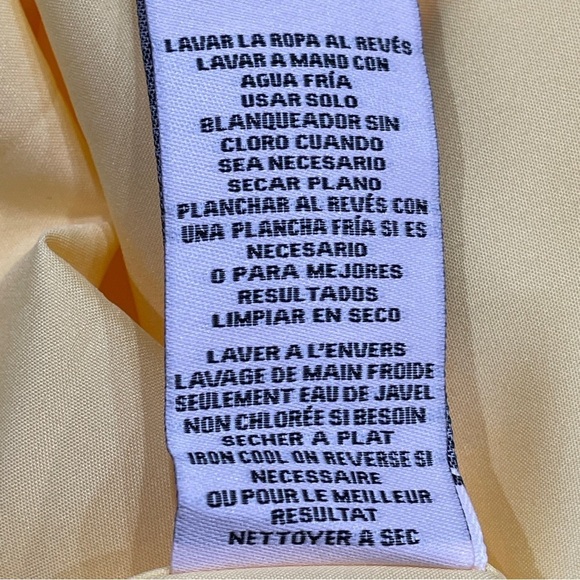 LAVAR LA ROPA AL REVÉS
LAVAR A MANO CON
AGUA FRÍA
USAR SOLO
BLANQUEADOR SIN
CLORO CUANDO
SEA NECESARIO
SECAR PLANO
PLANCHAR AL REVÉS CON
UNA PLANCHA FRÍA SI ES
NECESARIO
O PARA MEJORES
RESULTADOS
LIMPIAR EN SECO
LAVER A L'ENVERS
LAVAGE DE MAIN FROIDE
SEULEMENT EAU DE JAVEL
NON CHLORÉE SI BESOIN
SECHER A PLAT
IRON COOL ON REVERSE SI
NECESSAIRE
OU POUR LE MEILLEUR
RESULTAT
NETTOYER A SEC